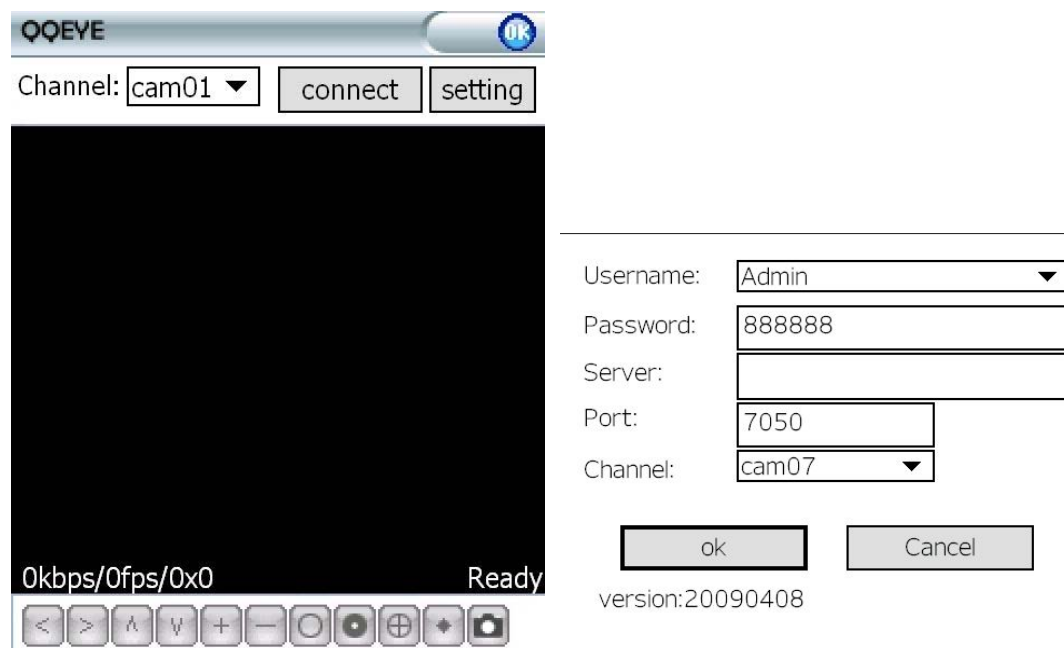 QQEYE
OK
Channel: cam01 connect setting
0kbps/0fps/0x0 Ready
< > ∧ ∨ + −
Username: Admin
Password: 888888
Server:
Port: 7050
Channel: cam07
ok Cancel
version:20090408